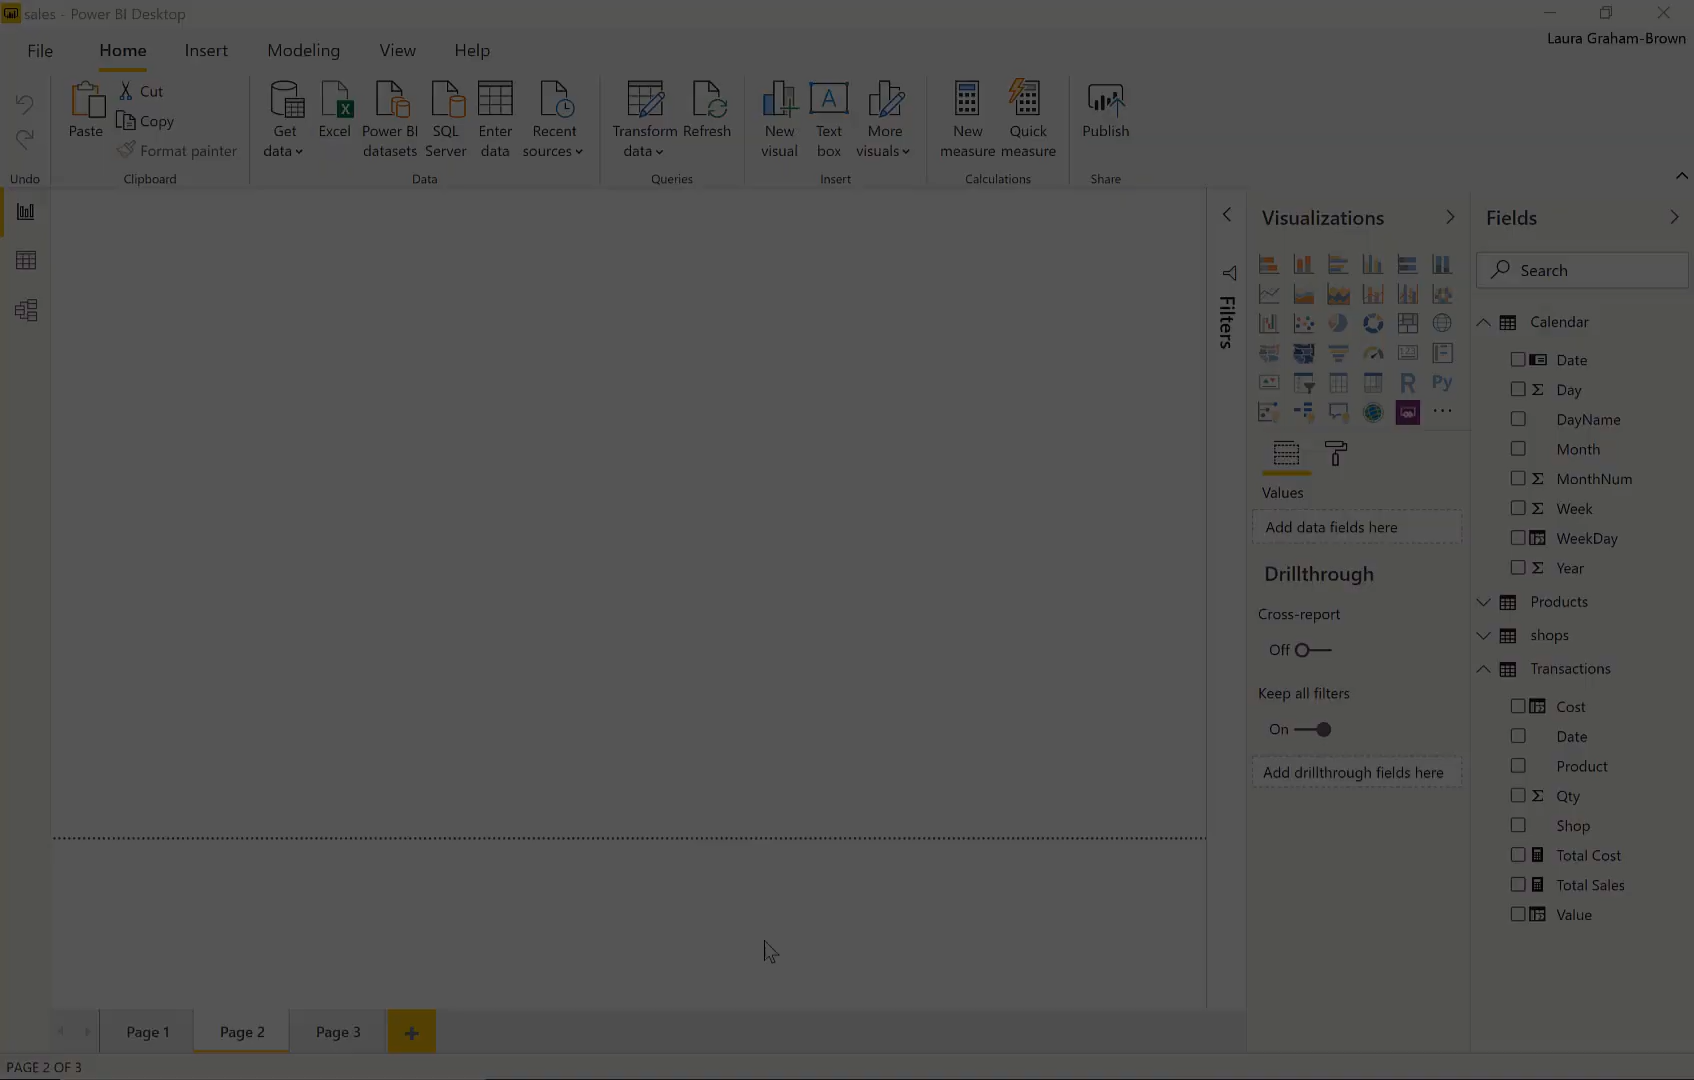 sales - Power BI Desktop
Laura Graham-Brown
File Home Insert Modeling View Help
Paste
Cut
Copy
Format painter
Get data
Excel
Power BI datasets
SQL Server
Enter data
Recent sources
Transform data
Refresh
New visual
A
Text box
More visuals
New measure
Quick measure
Publish
Undo
Clipboard
Data
Queries
Insert
Calculations
Share
Filters
Visualizations
R
Py
123
Values
Add data fields here
Drillthrough
Cross-report
Off
Keep all filters
On
Add drillthrough fields here
Fields
Search
Calendar
Date
Σ Day
DayName
Month
Σ MonthNum
Σ Week
WeekDay
Σ Year
Products
shops
Transactions
Cost
Date
Product
Σ Qty
Shop
Total Cost
Total Sales
Value
Page 1
Page 2
Page 3
+
PAGE 2 OF 3